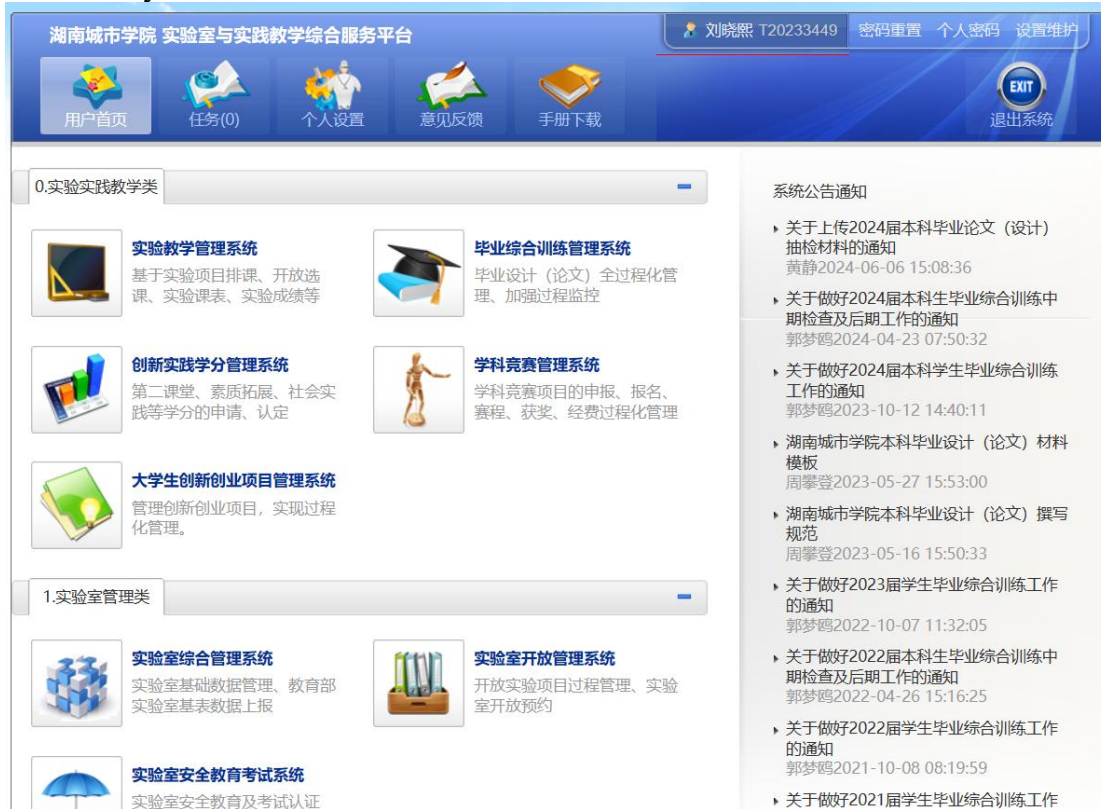 湖南城市学院 实验室与实践教学综合服务平台
刘晓熙 T20233449 密码重置 个人密码 设置维护
用户首页 任务(0) 个人设置 意见反馈 手册下载
EXIT
退出系统
0.实验实践教学类
实验教学管理系统
基于实验项目排课、开放选
课、实验课表、实验成绩等
毕业综合训练管理系统
毕业设计（论文）全过程化管
理、加强过程监控
创新实践学分管理系统
第二课堂、素质拓展、社会实
践等学分的申请、认定
学科竞赛管理系统
学科竞赛项目的申报、报名、
赛程、获奖、经费过程化管理
大学生创新创业项目管理系统
管理创新创业项目，实现过程
化管理。
1.实验室管理类
实验室综合管理系统
实验室基础数据管理、教育部
实验室基表数据上报
实验室开放管理系统
开放实验项目过程管理、实验
室开放预约
实验室安全教育考试系统
实验室安全教育及考试认证
系统公告通知
关于上传2024届本科毕业论文（设计）
抽检材料的通知
黄静2024-06-06 15:08:36
关于做好2024届本科生毕业综合训练中
期检查及后期工作的通知
郭梦鸥2024-04-23 07:50:32
关于做好2024届本科学生毕业综合训练
工作的通知
郭梦鸥2023-10-12 14:40:11
湖南城市学院本科毕业设计（论文）材料
模板
周攀登2023-05-27 15:53:00
湖南城市学院本科毕业设计（论文）撰写
规范
周攀登2023-05-16 15:50:33
关于做好2023届学生毕业综合训练工作
的通知
郭梦鸥2022-10-07 11:32:05
关于做好2022届本科生毕业综合训练中
期检查及后期工作的通知
郭梦鸥2022-04-26 15:16:25
关于做好2022届学生毕业综合训练工作
的通知
郭梦鸥2021-10-08 08:19:59
关于做好2021届学生毕业综合训练工作